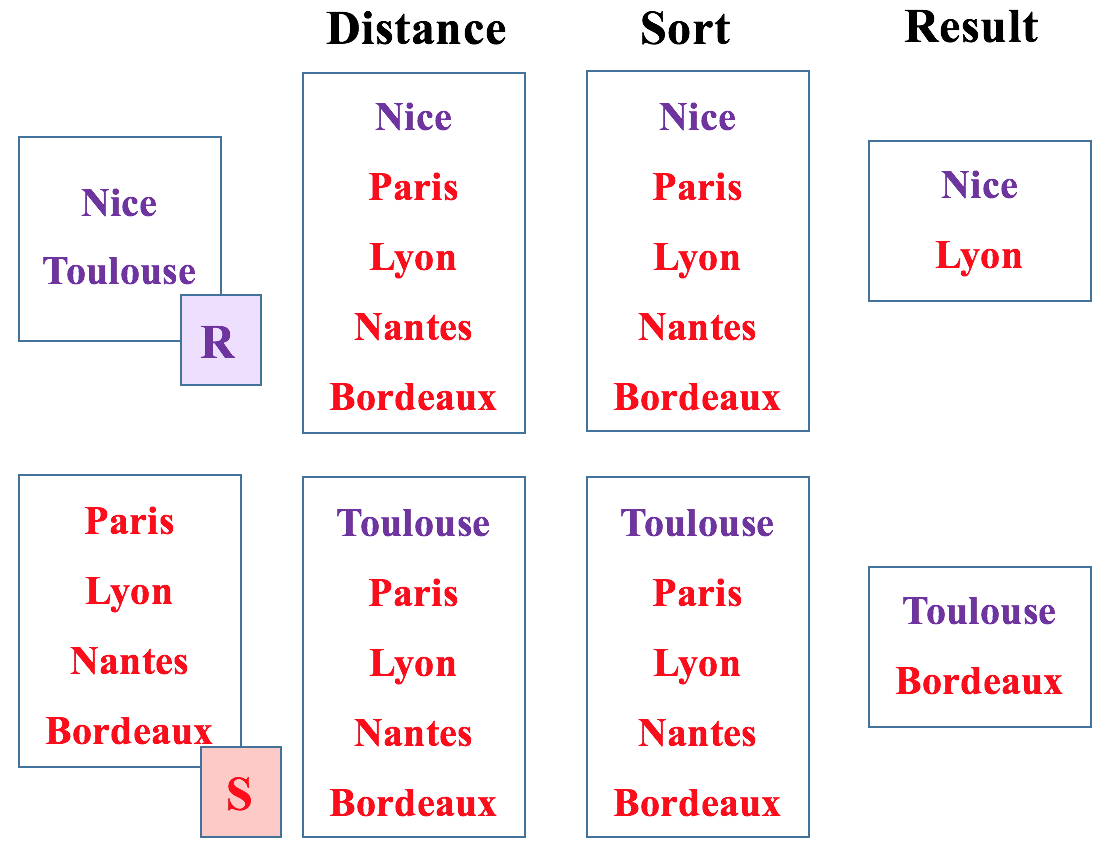 Distance
Sort
Result
Nice
Toulouse
R
Nice
Paris
Lyon
Nantes
Bordeaux
Nice
Paris
Lyon
Nantes
Bordeaux
Nice
Lyon
Paris
Lyon
Nantes
Bordeaux
S
Toulouse
Paris
Lyon
Nantes
Bordeaux
Toulouse
Paris
Lyon
Nantes
Bordeaux
Toulouse
Bordeaux